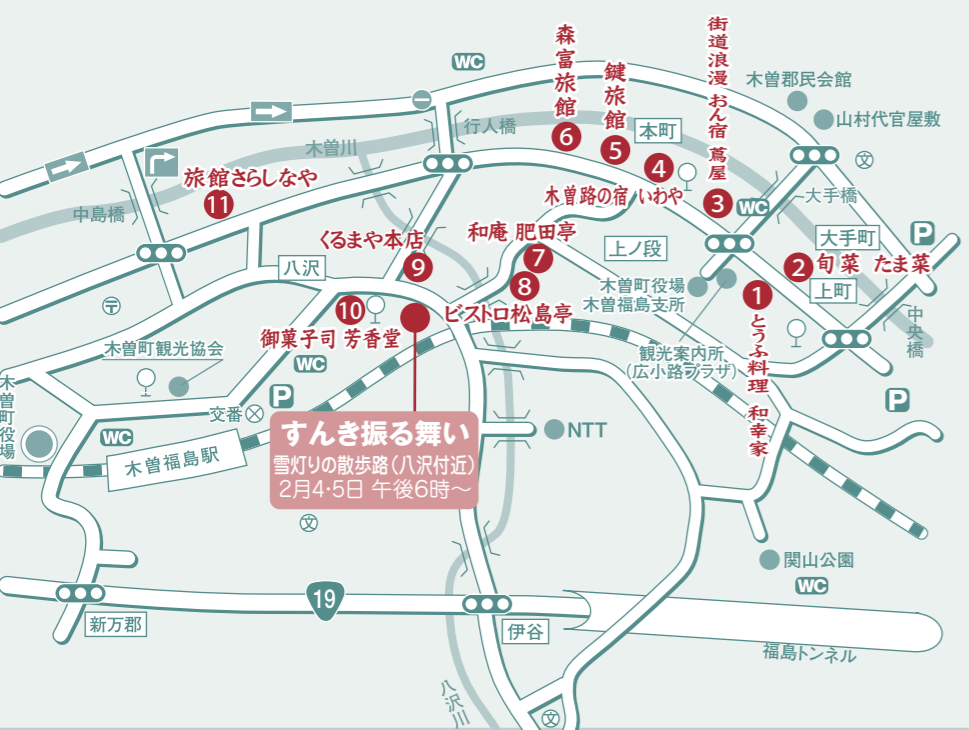 WC
森富旅館
6
鍵旅館
5
本町
4
木曽路の宿 いわや
街道浪漫 おん宿 蔦屋
3
WC
木曽郡民会館
山村代官屋敷
文
大手橋
大手町
P
2
旬菜 たま菜
上町
中央橋
行人橋
木曽川
旅館さらしなや
11
中島橋
くるまや本店
9
八沢
和庵 肥田亭
7
8
ビストロ松島亭
上ノ段
木曽町役場
木曽福島支所
1
とうふ料理 和幸家
観光案内所
(広小路プラザ)
10
御菓子司 芳香堂
〒
木曽町観光協会
WC
P
交番
木曽町役場
WC
木曽福島駅
すんき振る舞い
雪灯りの散歩路(八沢付近)
2月4・5日 午後6時～
NTT
P
文
関山公園
WC
19
新万郡
伊谷
福島トンネル
八沢川
文